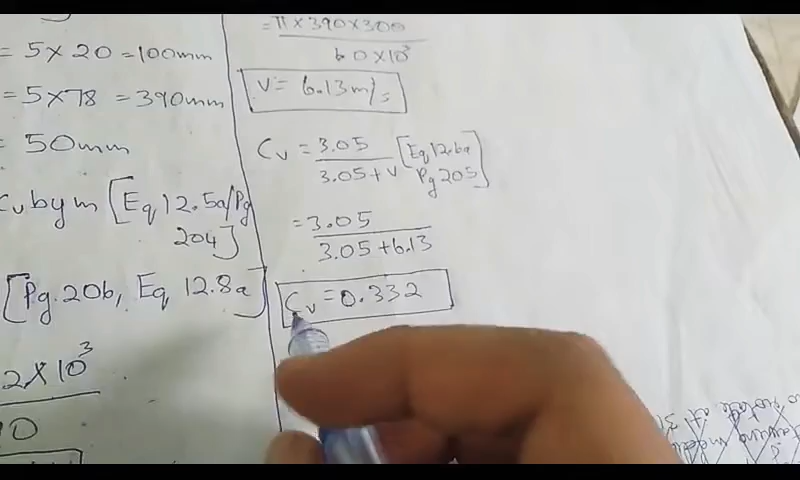 = 5 × 20 = 100mm
= 5 × 78 = 390mm
= 50mm
Cv by m [Eq 12.5a/Pg
204]
[Pg.206, Eq 12.8a]
2 × 10³
0
= π × 390 × 300
60 × 10³
V = 6.13 m/s
Cv = 3.05
3.05 + V
[Eq 12.6a
Pg 205]
= 3.05
3.05 + 6.13
Cv = 0.332